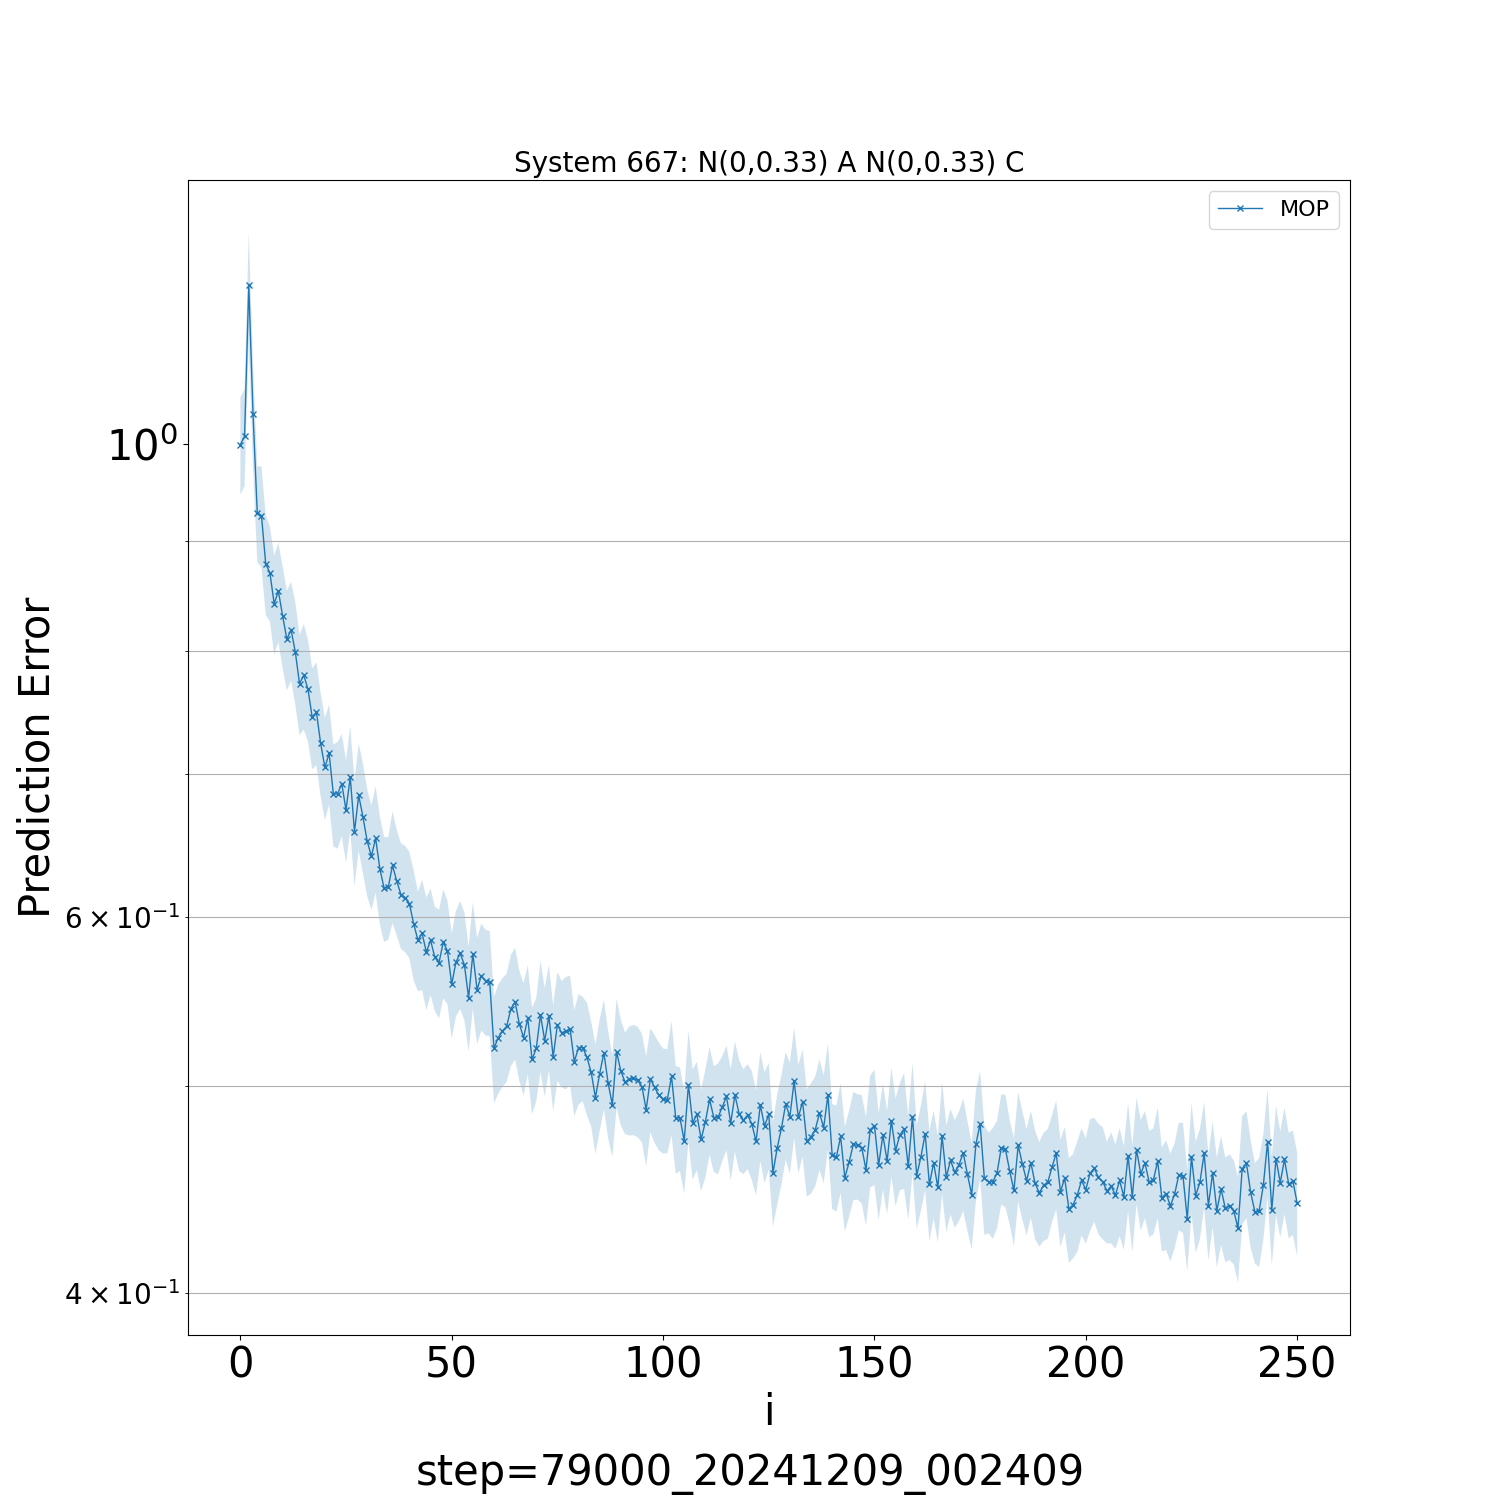 System 667: N(0,0.33) A N(0,0.33) C
MOP
10⁰
6 × 10⁻¹
4 × 10⁻¹
Prediction Error
0 50 100 150 200 250
i
step=79000_20241209_002409